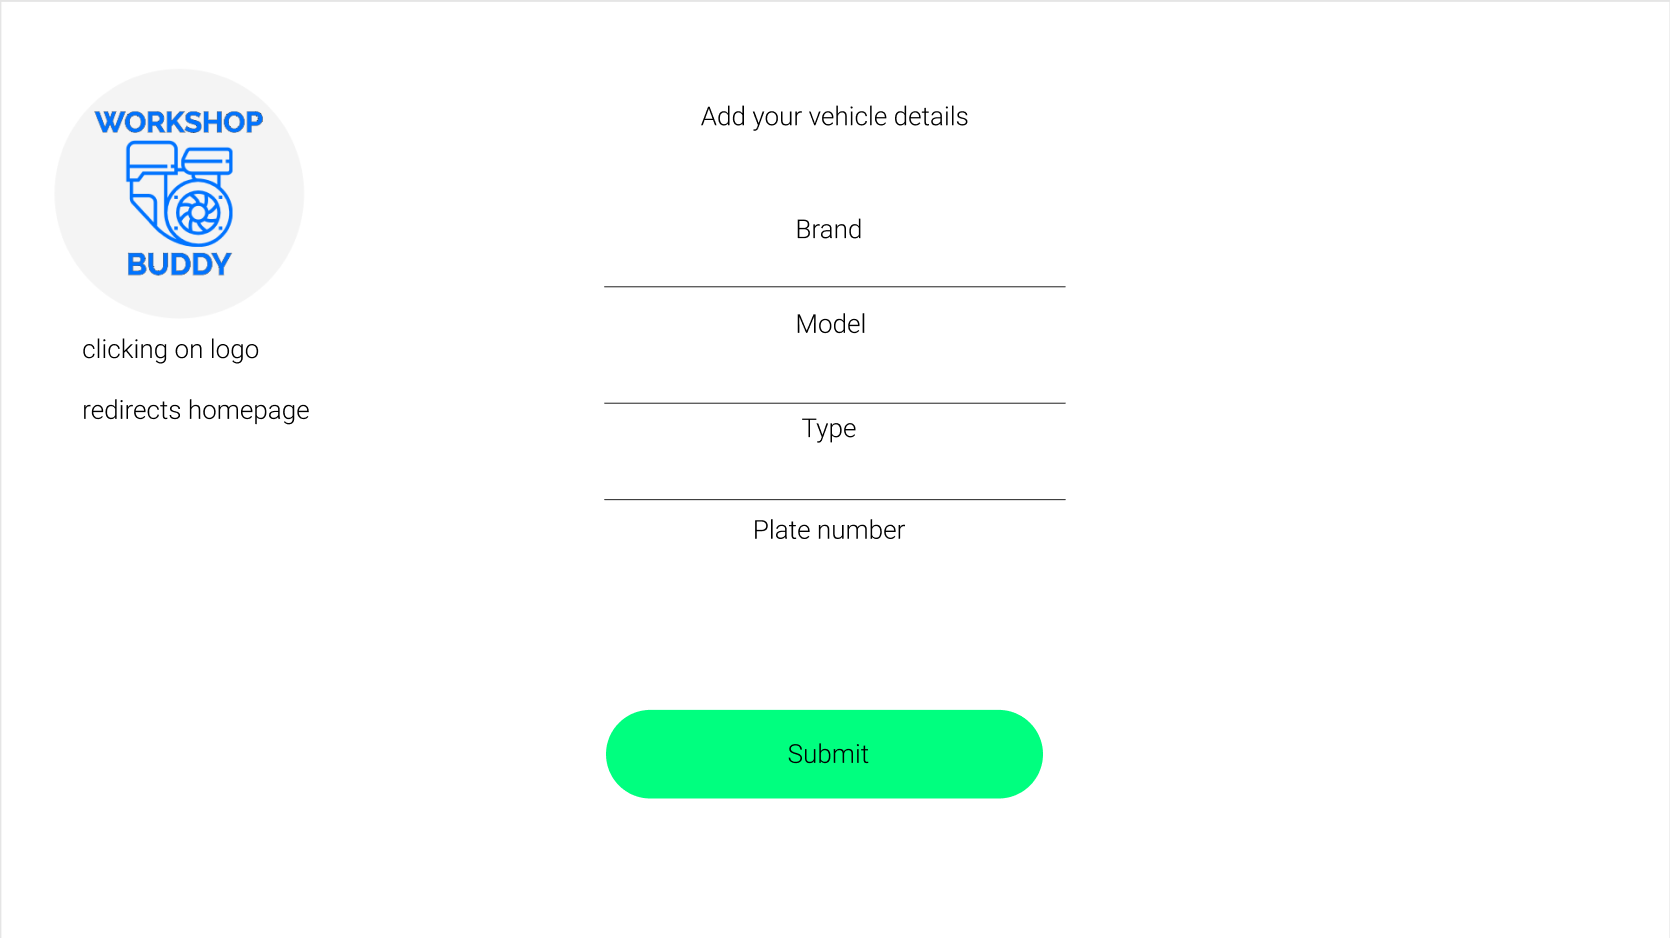 WORKSHOP
BUDDY
clicking on logo
redirects homepage
Add your vehicle details
Brand
Model
Type
Plate number
Submit